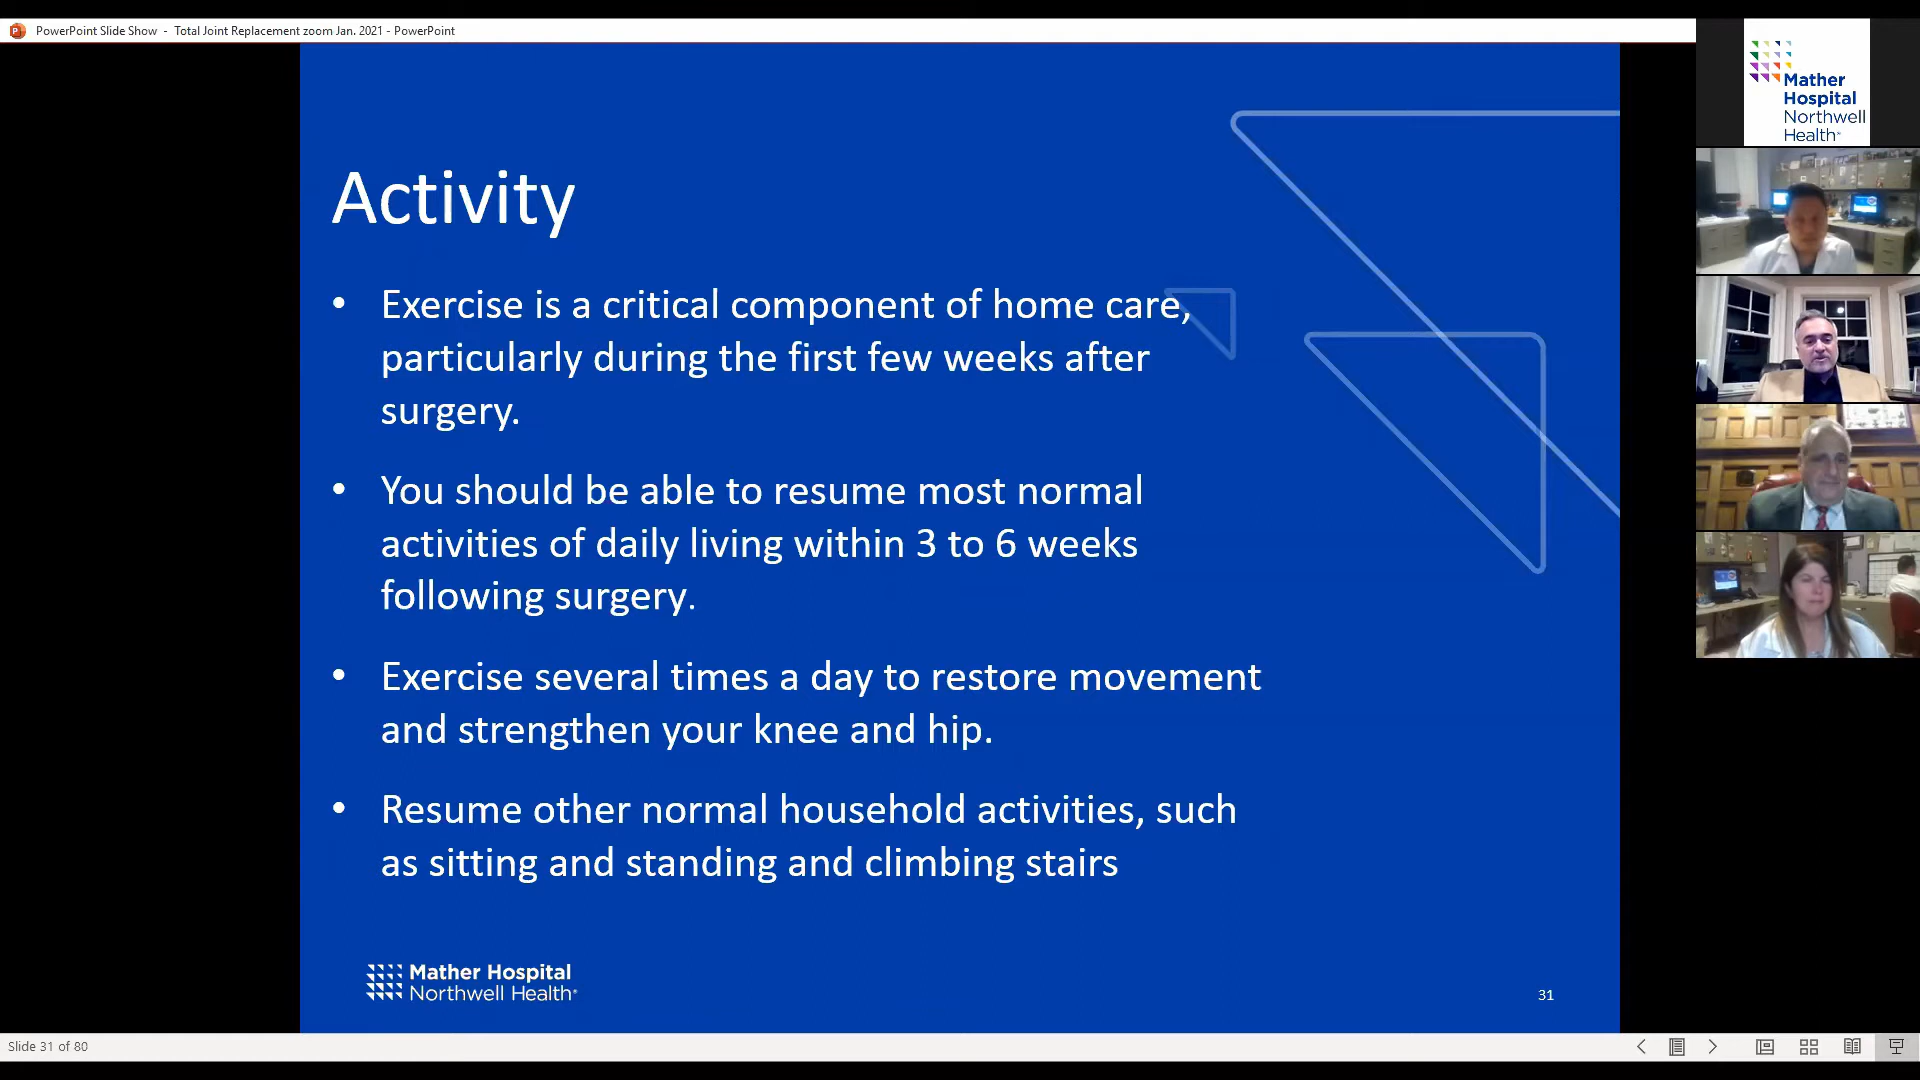 PowerPoint Slide Show - Total Joint Replacement zoom Jan. 2021 - PowerPoint
Mather
Hospital
Northwell
Health®
Activity
• Exercise is a critical component of home care,
particularly during the first few weeks after
surgery.
• You should be able to resume most normal
activities of daily living within 3 to 6 weeks
following surgery.
• Exercise several times a day to restore movement
and strengthen your knee and hip.
• Resume other normal household activities, such
as sitting and standing and climbing stairs
Mather Hospital
Northwell Health®
31
Slide 31 of 80